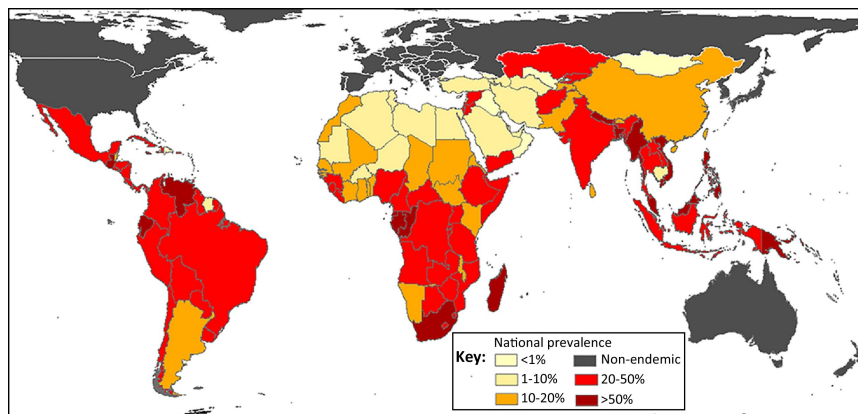 National prevalence
Key:
<1%
Non-endemic
1-10%
20-50%
10-20%
>50%